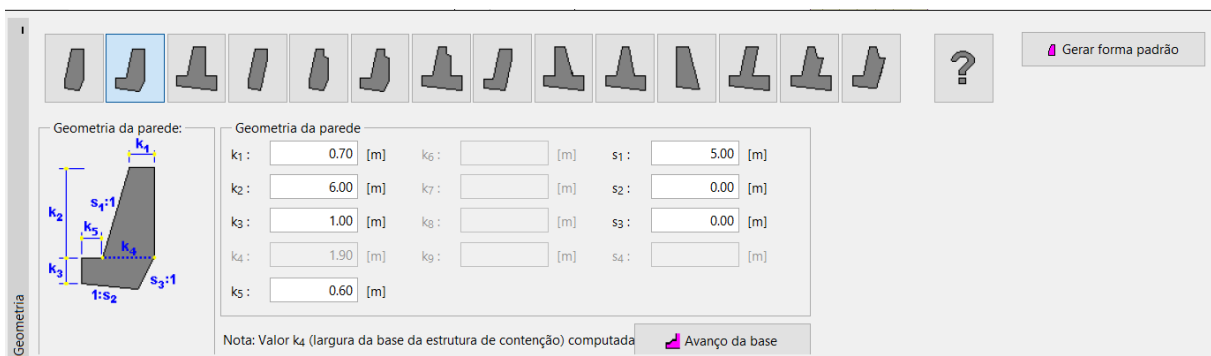 Gerar forma padrão
Geometria da parede:
Geometria da parede
k1
k2
s1:1
k5
k4
k3
s3:1
1:s2
k1 : 0.70 [m] k6 : [m] s1 : 5.00 [m]
k2 : 6.00 [m] k7 : [m] s2 : 0.00 [m]
k3 : 1.00 [m] k8 : [m] s3 : 0.00 [m]
k4 : 1.90 [m] k9 : [m] s4 : [m]
k5 : 0.60 [m]
Nota: Valor k4 (largura da base da estrutura de contenção) computada
Avanço da base
Geometria